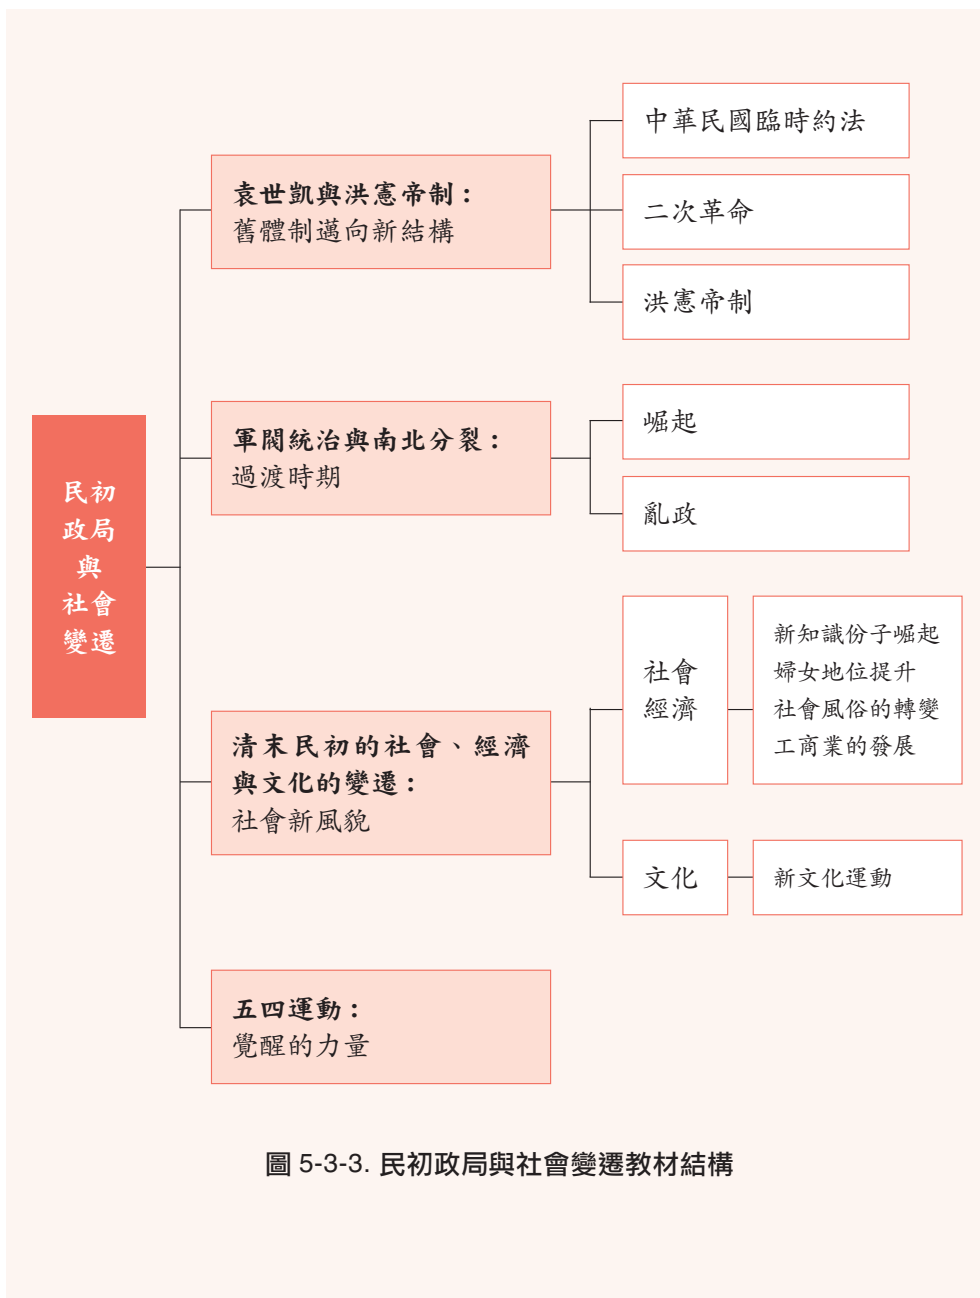 民初
政局
與
社會
變遷
袁世凱與洪憲帝制：
舊體制邁向新結構
中華民國臨時約法
二次革命
洪憲帝制
軍閥統治與南北分裂：
過渡時期
崛起
亂政
清末民初的社會、經濟
與文化的變遷：
社會新風貌
社會
經濟
新知識份子崛起
婦女地位提升
社會風俗的轉變
工商業的發展
文化
新文化運動
五四運動：
覺醒的力量
圖 5-3-3. 民初政局與社會變遷教材結構